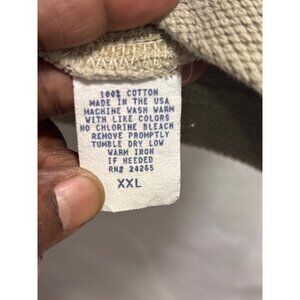 100% COTTON
MADE IN THE USA
MACHINE WASH WARM
WITH LIKE COLORS
NO CHLORINE BLEACH
REMOVE PROMPTLY
TUMBLE DRY LOW
WARM IRON
IF NEEDED
RN# 24265
XXL